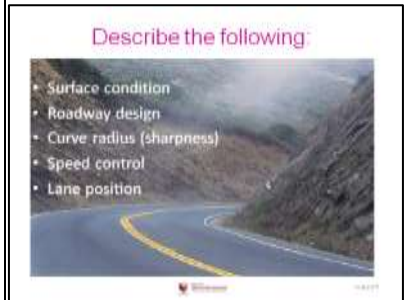 Describe the following:
• Surface condition
• Roadway design
• Curve radius (sharpness)
• Speed control
• Lane position